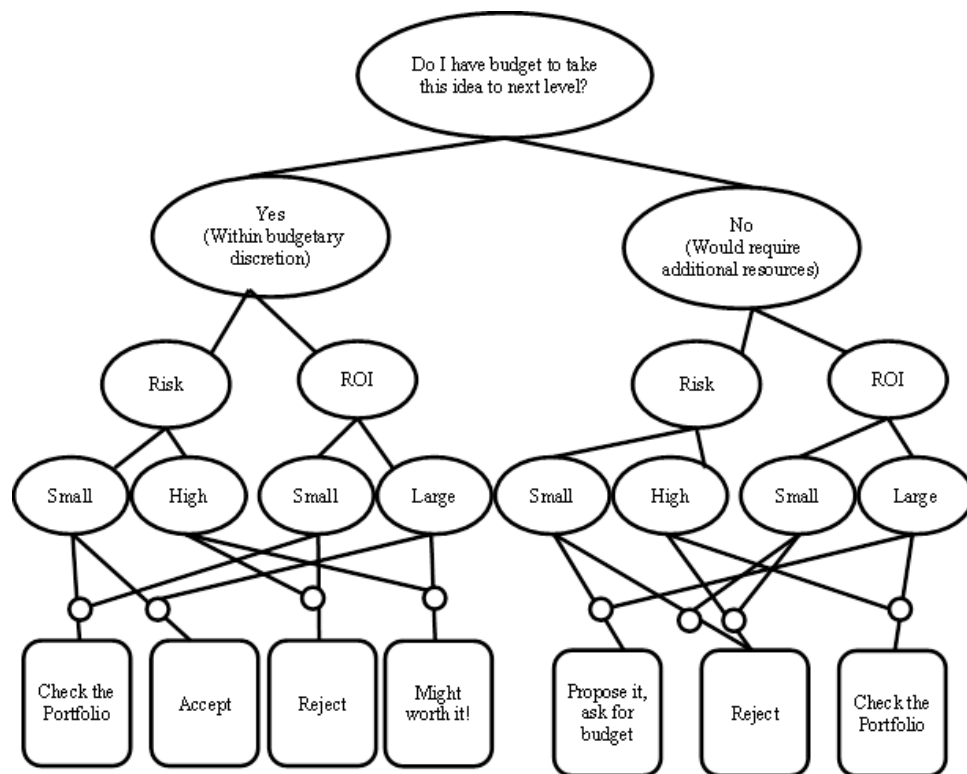 Do I have budget to take
this idea to next level?
Yes
(Within budgetary
discretion)
No
(Would require
additional resources)
Risk
ROI
Risk
ROI
Small
High
Small
Large
Small
High
Small
Large
Check the
Portfolio
Accept
Reject
Might
worth it!
Propose it,
ask for
budget
Reject
Check the
Portfolio